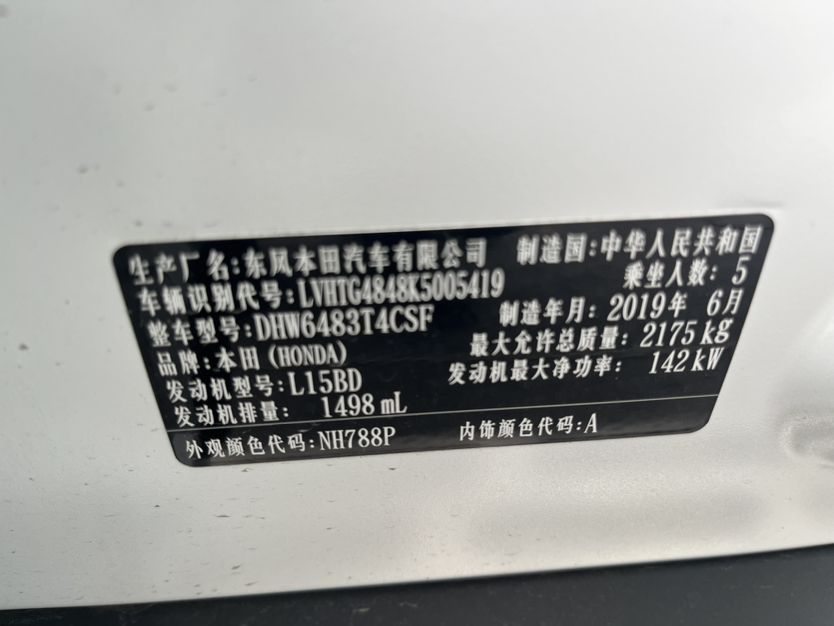 生产厂名:东风本田汽车有限公司 制造国:中华人民共和国
车辆识别代号:LVHTG4848K5005419 乘坐人数: 5
整车型号:DHW6483T4CSF 制造年月: 2019年 6月
品牌:本田(HONDA) 最大允许总质量: 2175kg
发动机型号:L15BD 发动机最大净功率: 142kW
发动机排量: 1498mL
外观颜色代码:NH788P 内饰颜色代码:A